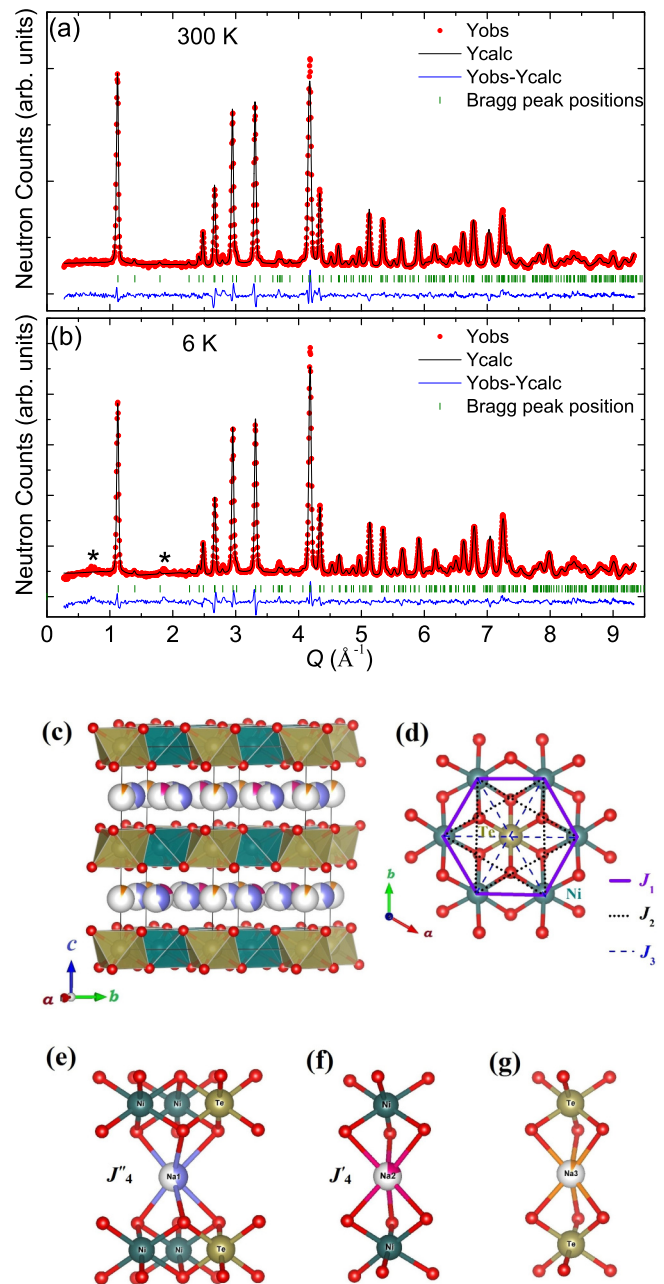 (a)
300 K
Yobs
Ycalc
Yobs-Ycalc
Bragg peak positions
Neutron Counts (arb. units)
(b)
6 K
Yobs
Ycalc
Yobs-Ycalc
Bragg peak position
Neutron Counts (arb. units)
* *
0 1 2 3 4 5 6 7 8 9
Q (Å⁻¹)
(c)
(d)
Te
Ni
J₁
J₂
J₃
b
a
c
a b
(e) (f) (g)
Ni Ni Te Ni Te
J″₄ Na1 J′₄ Na2 Na3
Ni Ni Te Ni Te